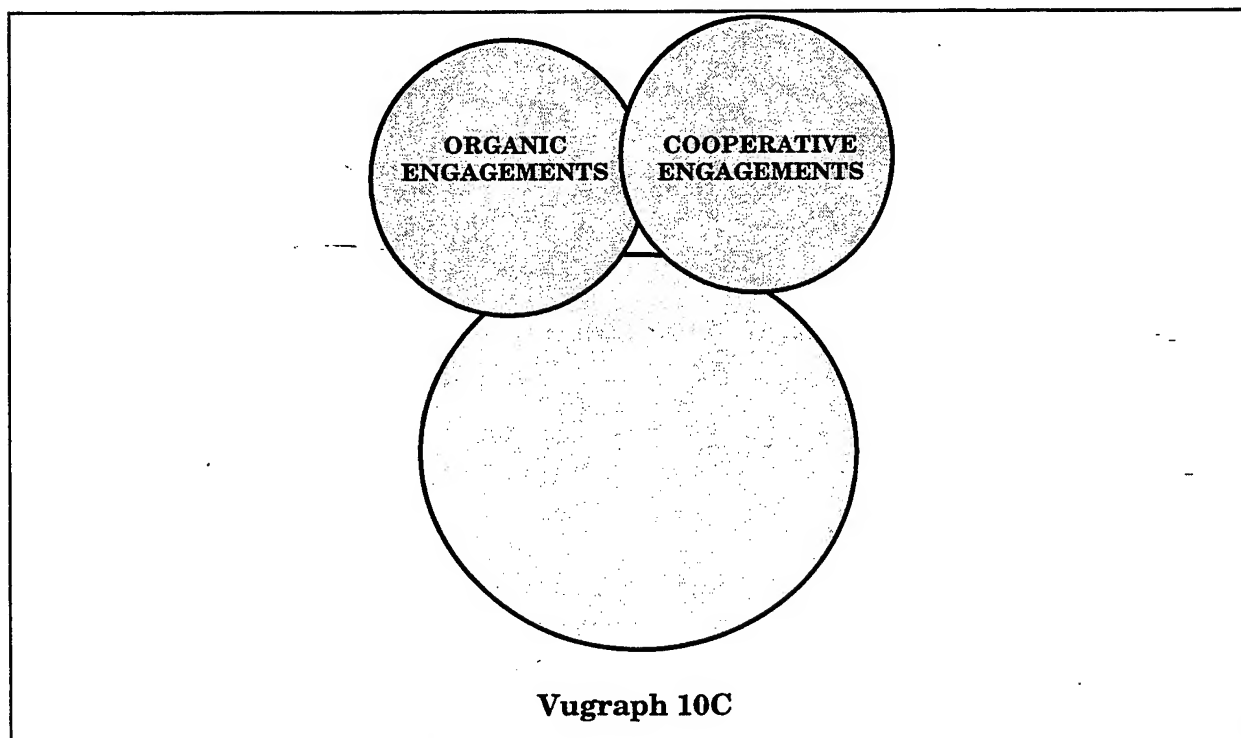 ORGANIC
ENGAGEMENTS
COOPERATIVE
ENGAGEMENTS
Vugraph 10C